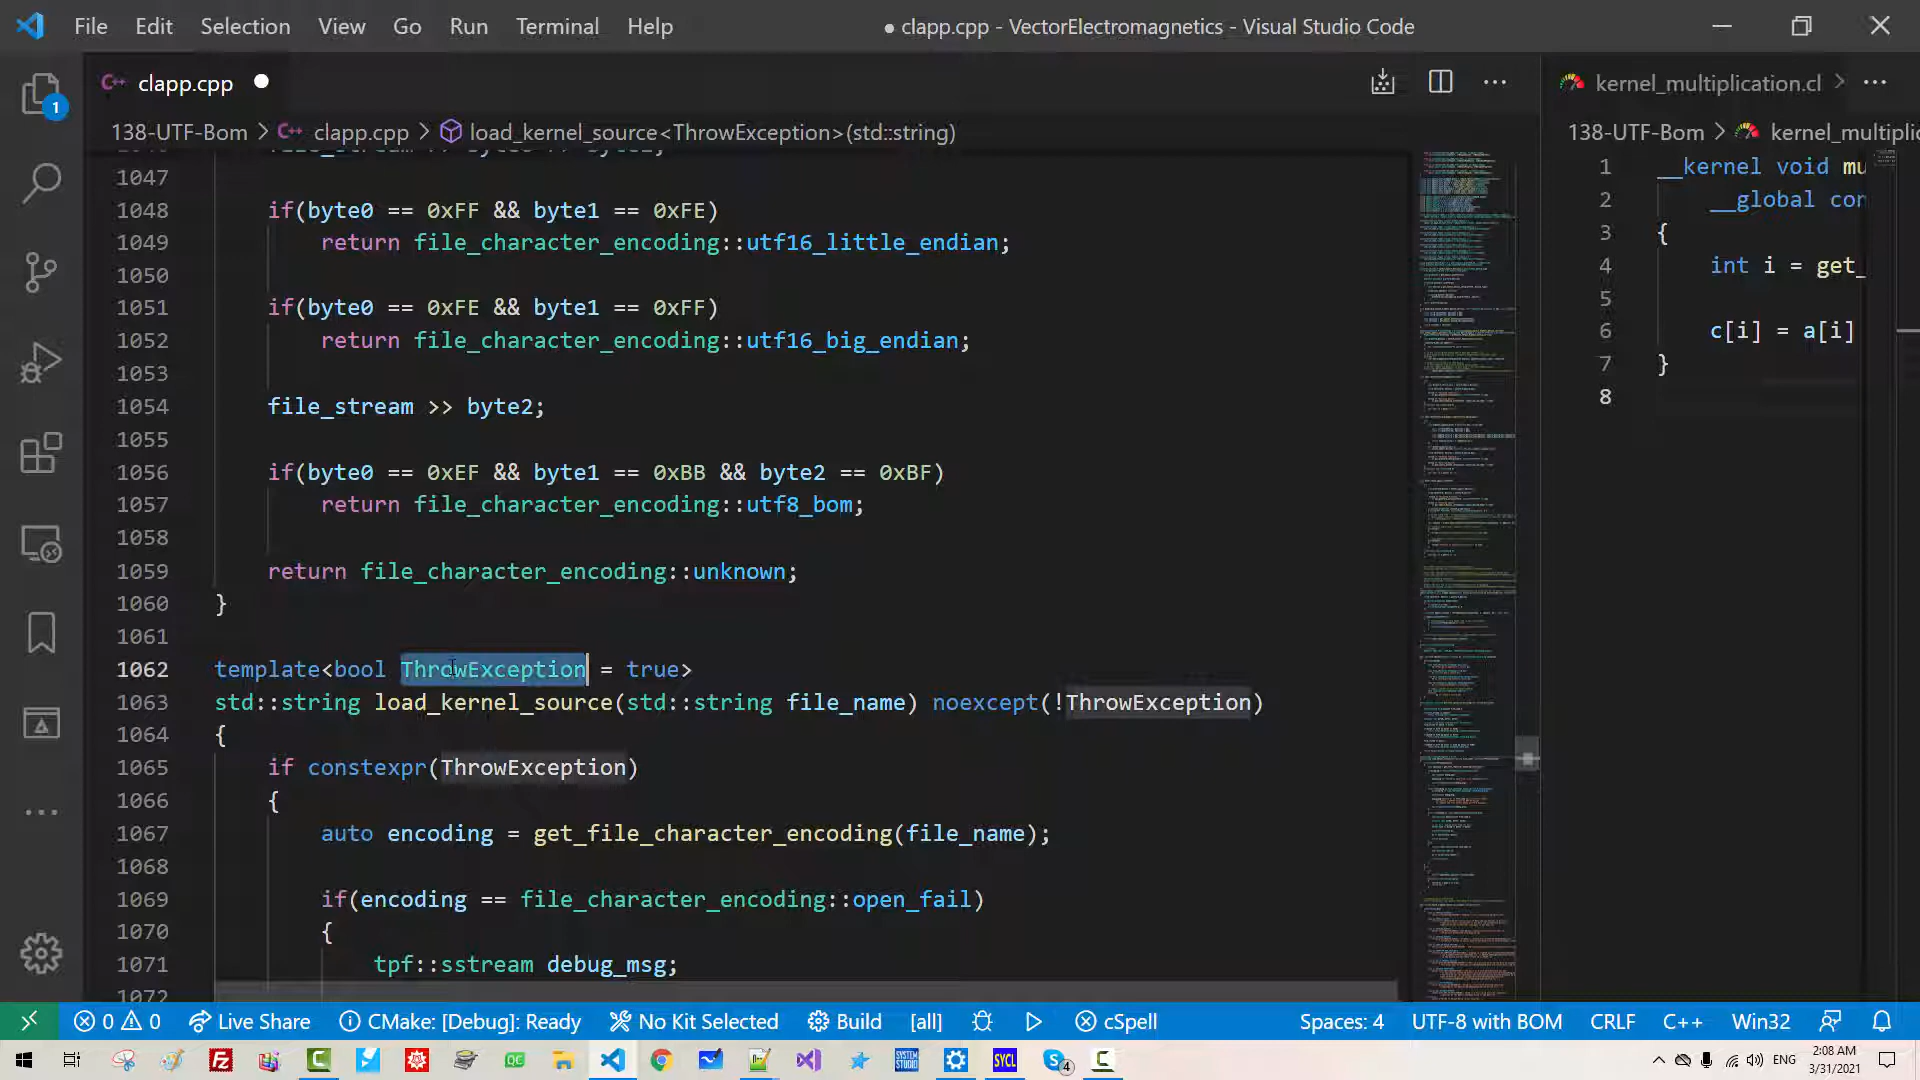 File Edit Selection View Go Run Terminal Help
● clapp.cpp - VectorElectromagnetics - Visual Studio Code
1
C++ clapp.cpp
138-UTF-Bom > C++ clapp.cpp > load_kernel_source<ThrowException>(std::string)
1047
1048 if(byte0 == 0xFF && byte1 == 0xFE)
1049 return file_character_encoding::utf16_little_endian;
1050
1051 if(byte0 == 0xFE && byte1 == 0xFF)
1052 return file_character_encoding::utf16_big_endian;
1053
1054 file_stream >> byte2;
1055
1056 if(byte0 == 0xEF && byte1 == 0xBB && byte2 == 0xBF)
1057 return file_character_encoding::utf8_bom;
1058
1059 return file_character_encoding::unknown;
1060 }
1061
1062 template<bool ThrowException = true>
1063 std::string load_kernel_source(std::string file_name) noexcept(!ThrowException)
1064 {
1065 if constexpr(ThrowException)
1066 {
1067 auto encoding = get_file_character_encoding(file_name);
1068
1069 if(encoding == file_character_encoding::open_fail)
1070 {
1071 tpf::sstream debug_msg;
1072
kernel_multiplication.cl > ...
138-UTF-Bom > kernel_multiplic
1 __kernel void mu
2 __global con
3 {
4 int i = get_
5
6 c[i] = a[i]
7 }
8
0 0 Live Share CMake: [Debug]: Ready No Kit Selected Build [all] cSpell Spaces: 4 UTF-8 with BOM CRLF C++ Win32
QC SYSTEM STUDIO SYCL 4 ENG 2:08 AM
3/31/2021